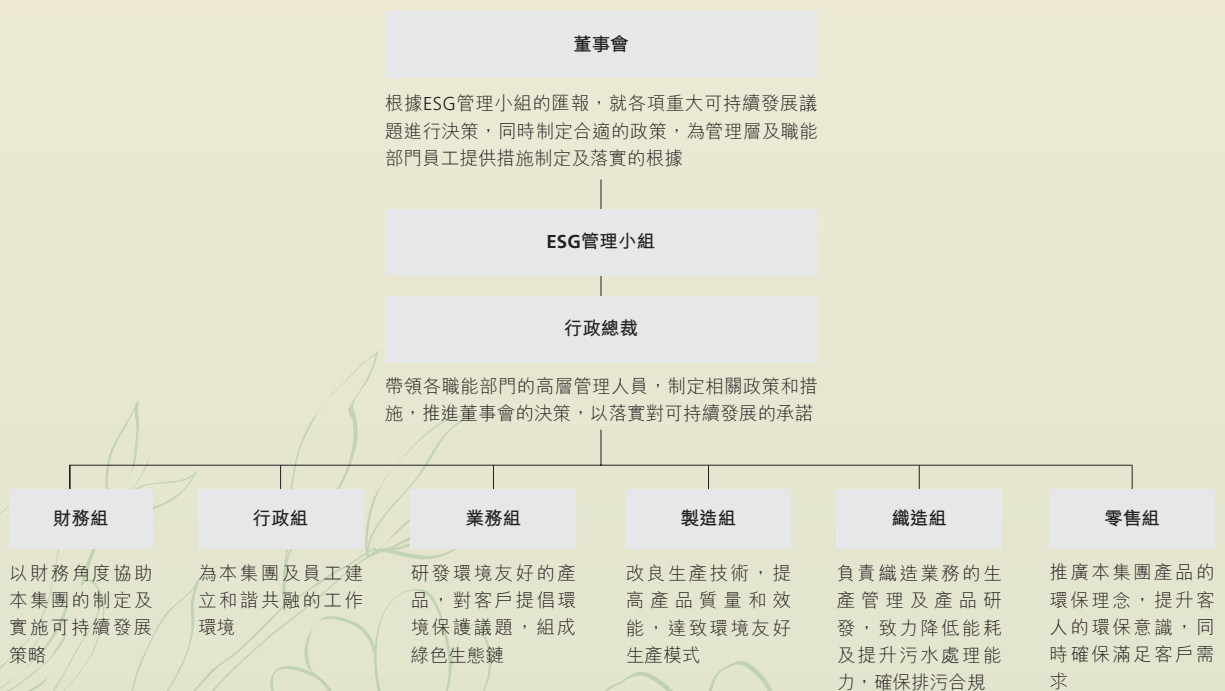 董事會
根據ESG管理小組的匯報，就各項重大可持續發展議
題進行決策，同時制定合適的政策，為管理層及職能
部門員工提供措施制定及落實的根據
ESG管理小組
行政總裁
帶領各職能部門的高層管理人員，制定相關政策和措
施，推進董事會的決策，以落實對可持續發展的承諾
財務組
以財務角度協助
本集團的制定及
實施可持續發展
策略
行政組
為本集團及員工建
立和諧共融的工作
環境
業務組
研發環境友好的產
品，對客戶提倡環
境保護議題，組成
綠色生態鏈
製造組
改良生產技術，提
高產品質量和效
能，達致環境友好
生產模式
織造組
負責織造業務的生
產管理及產品研
發，致力降低能耗
及提升污水處理能
力，確保排污合規
零售組
推廣本集團產品的
環保理念，提升客
人的環保意識，同
時確保滿足客戶需
求